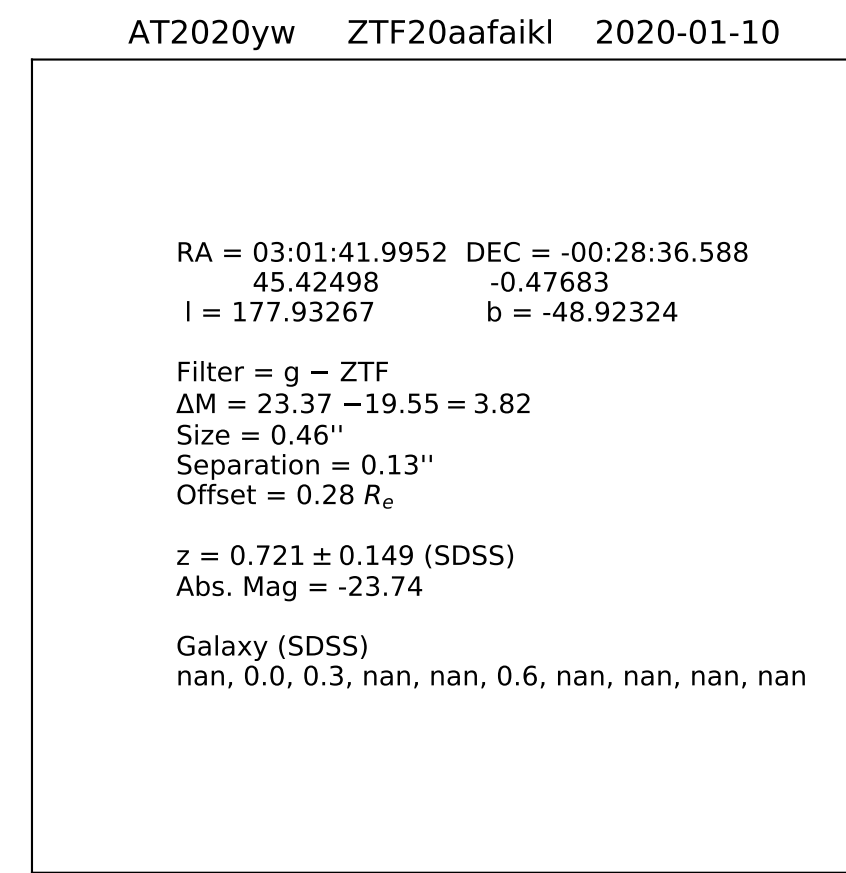 AT2020yw ZTF20aafaikl 2020-01-10
RA = 03:01:41.9952 DEC = -00:28:36.588
45.42498 -0.47683
l = 177.93267 b = -48.92324
Filter = g − ZTF
ΔM = 23.37 −19.55 = 3.82
Size = 0.46''
Separation = 0.13''
Offset = 0.28 Rₑ
z = 0.721 ± 0.149 (SDSS)
Abs. Mag = -23.74
Galaxy (SDSS)
nan, 0.0, 0.3, nan, nan, 0.6, nan, nan, nan, nan